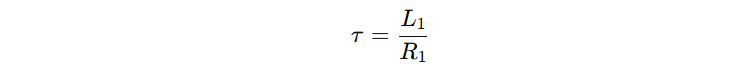 τ = L₁ / R₁